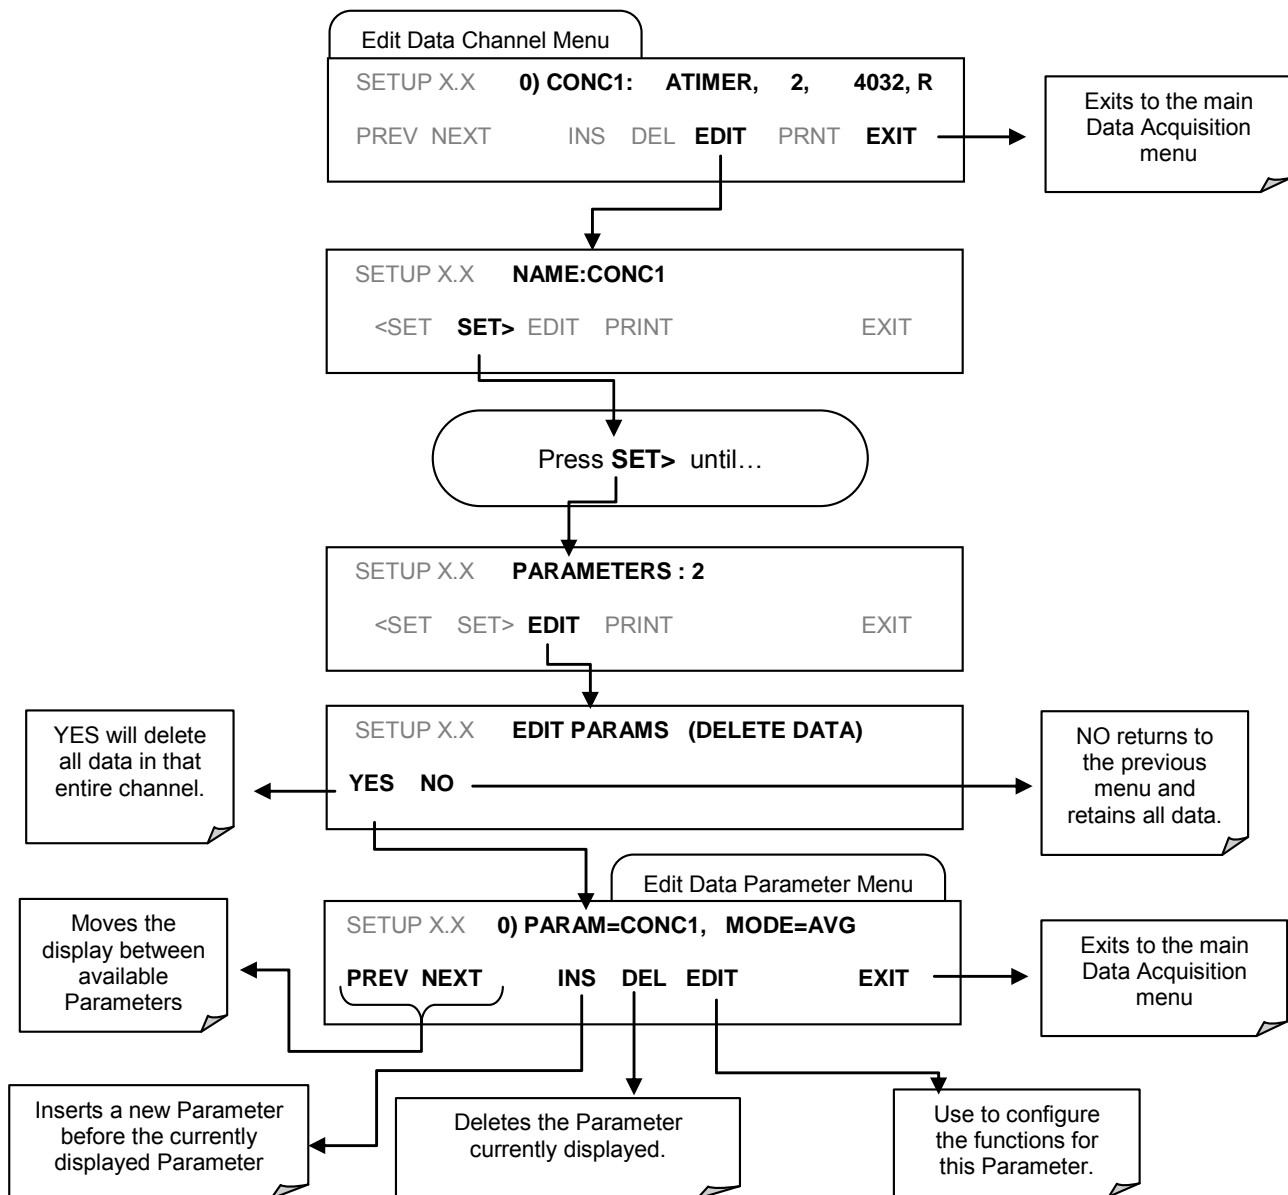 Edit Data Channel Menu
SETUP X.X 0) CONC1: ATIMER, 2, 4032, R
PREV NEXT INS DEL EDIT PRNT EXIT
Exits to the main
Data Acquisition
menu
SETUP X.X NAME:CONC1
<SET SET> EDIT PRINT EXIT
Press SET> until…
SETUP X.X PARAMETERS : 2
<SET SET> EDIT PRINT EXIT
YES will delete
all data in that
entire channel.
SETUP X.X EDIT PARAMS (DELETE DATA)
YES NO
NO returns to
the previous
menu and
retains all data.
Edit Data Parameter Menu
Moves the
display between
available
Parameters
SETUP X.X 0) PARAM=CONC1, MODE=AVG
PREV NEXT INS DEL EDIT EXIT
Exits to the main
Data Acquisition
menu
Inserts a new Parameter
before the currently
displayed Parameter
Deletes the Parameter
currently displayed.
Use to configure
the functions for
this Parameter.